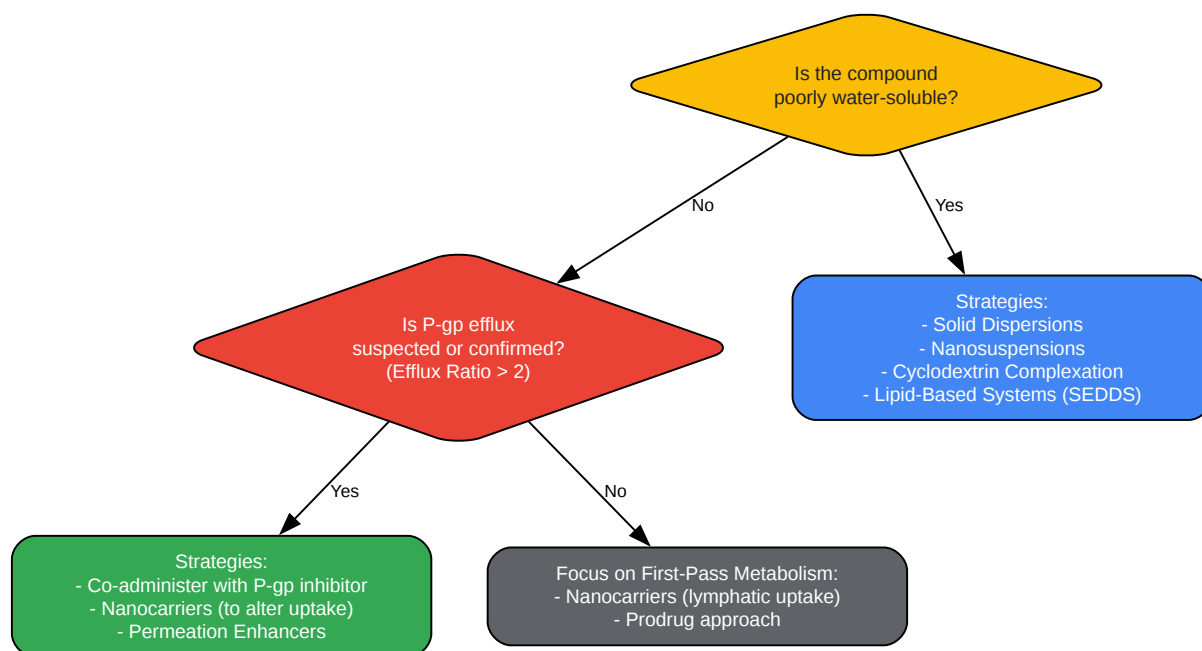 Is the compound
poorly water-soluble?
No
Yes
Is P-gp efflux
suspected or confirmed?
(Efflux Ratio > 2)
Strategies:
- Solid Dispersions
- Nanosuspensions
- Cyclodextrin Complexation
- Lipid-Based Systems (SEDDS)
Yes
No
Strategies:
- Co-administer with P-gp inhibitor
- Nanocarriers (to alter uptake)
- Permeation Enhancers
Focus on First-Pass Metabolism:
- Nanocarriers (lymphatic uptake)
- Prodrug approach